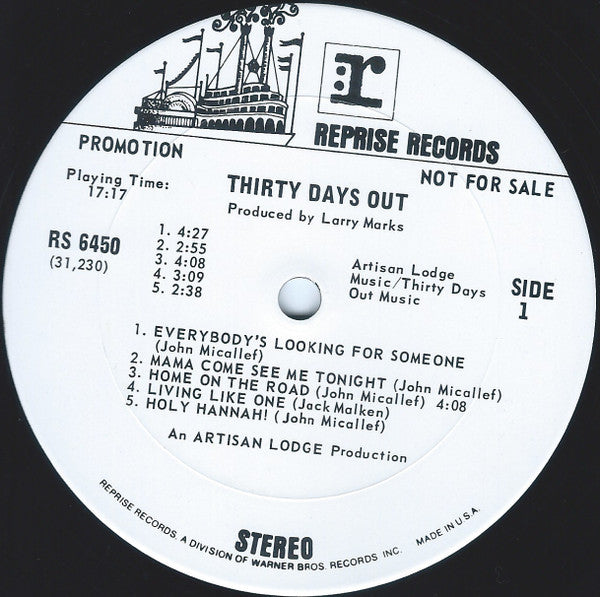 r
REPRISE RECORDS
PROMOTION
NOT FOR SALE
Playing Time:
17:17
THIRTY DAYS OUT
Produced by Larry Marks
RS 6450
(31,230)
1. 4:27
2. 2:55
3. 4:08
4. 3:09
5. 2:38
Artisan Lodge
Music/Thirty Days
Out Music
SIDE
1
1. EVERYBODY'S LOOKING FOR SOMEONE
(John Micallef)
2. MAMA COME SEE ME TONIGHT (John Micallef)
3. HOME ON THE ROAD (John Micallef) 4:08
4. LIVING LIKE ONE (Jack Malken)
5. HOLY HANNAH! (John Micallef)
An ARTISAN LODGE Production
STEREO
REPRISE RECORDS, A DIVISION OF WARNER BROS. RECORDS INC. MADE IN U.S.A.